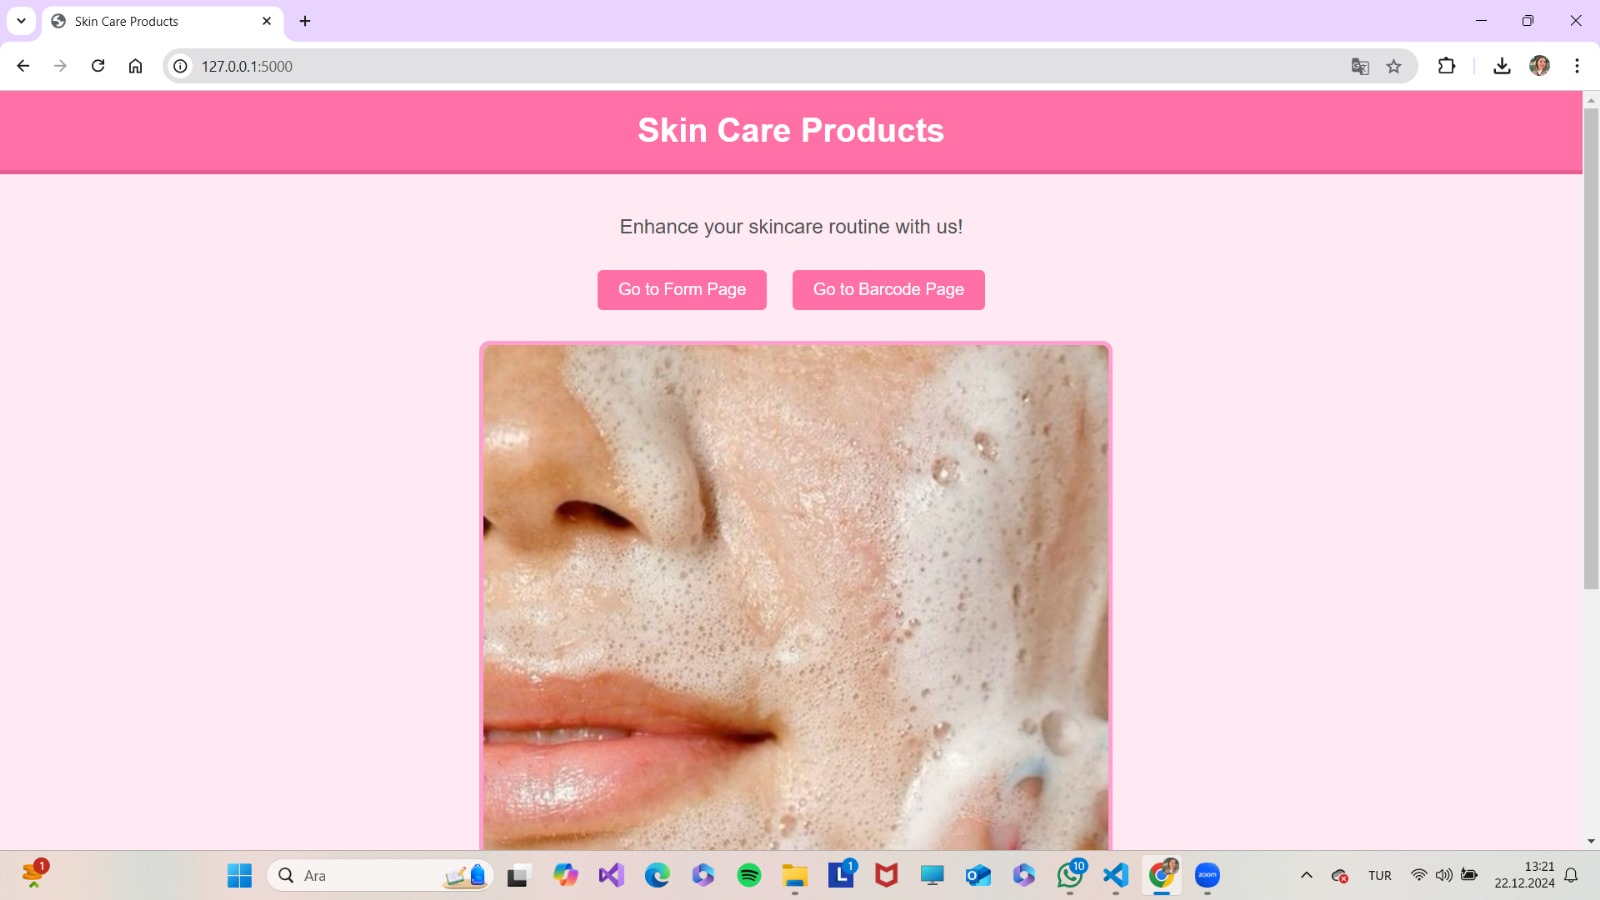 Skin Care Products
127.0.0.1:5000
Skin Care Products
Enhance your skincare routine with us!
Go to Form Page
Go to Barcode Page
1
Ara
L
1
10
zoom
TUR
13:21
22.12.2024